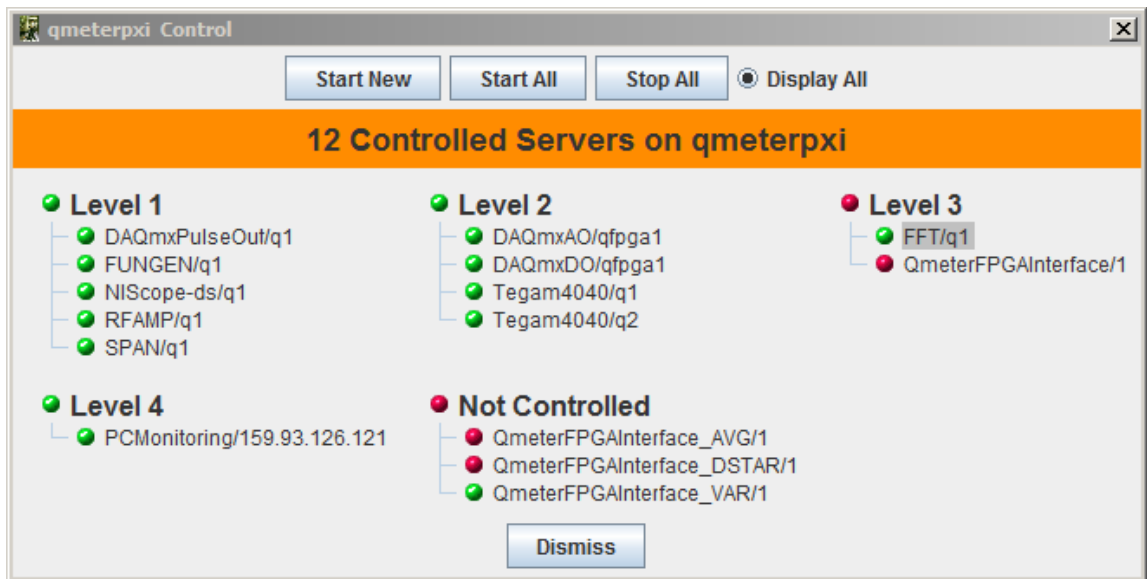 qmeterpxi Control
Start New
Start All
Stop All
Display All
12 Controlled Servers on qmeterpxi
Level 1
DAQmxPulseOut/q1
FUNGEN/q1
NIScope-ds/q1
RFAMP/q1
SPAN/q1
Level 2
DAQmxAO/qfpga1
DAQmxDO/qfpga1
Tegam4040/q1
Tegam4040/q2
Level 3
FFT/q1
QmeterFPGAInterface/1
Level 4
PCMonitoring/159.93.126.121
Not Controlled
QmeterFPGAInterface_AVG/1
QmeterFPGAInterface_DSTAR/1
QmeterFPGAInterface_VAR/1
Dismiss